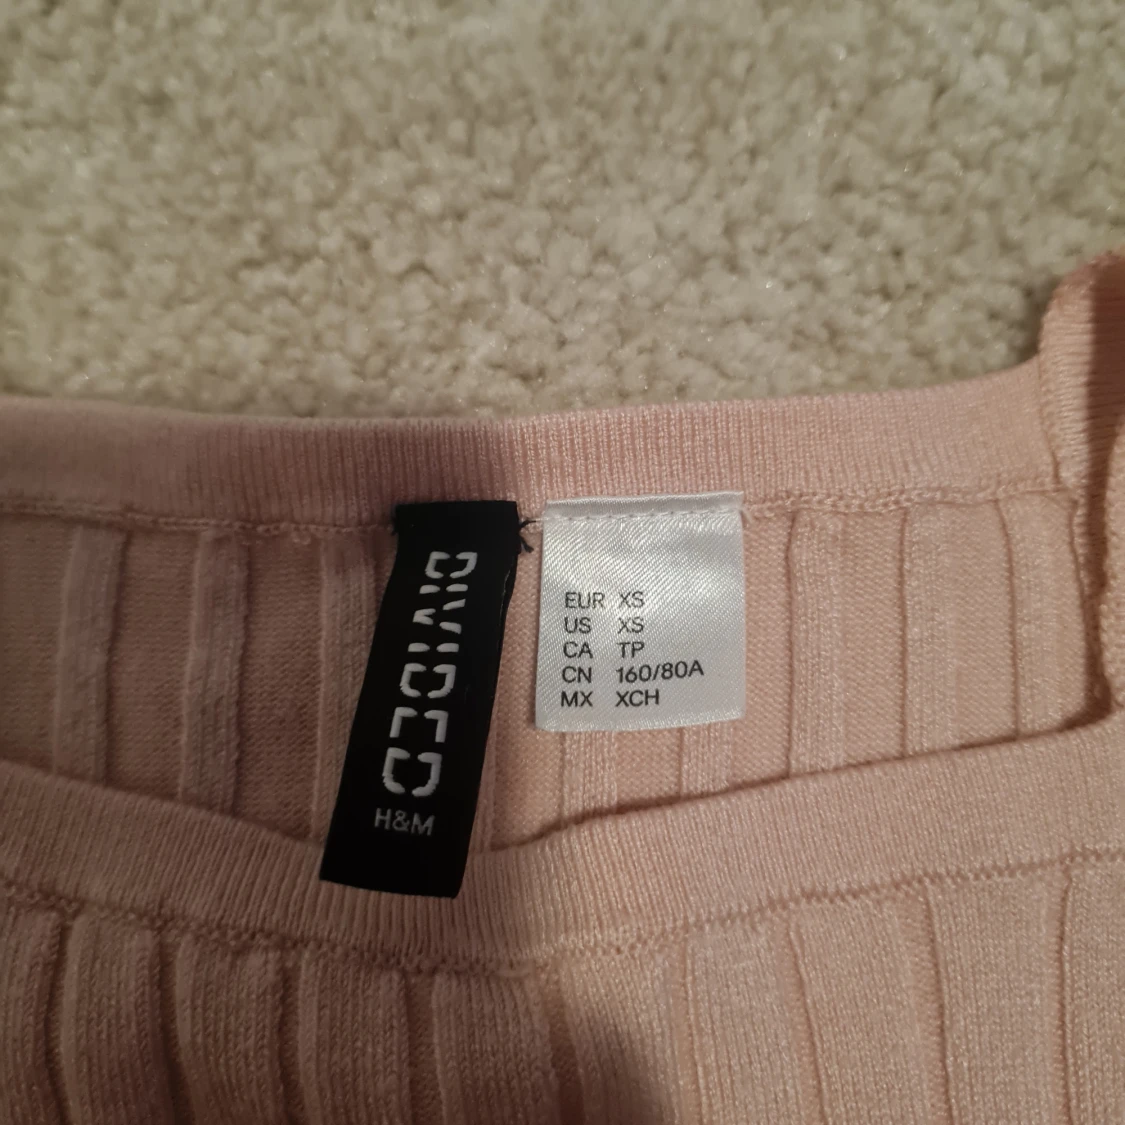 DIVIDED
H&M
EUR XS
US XS
CA TP
CN 160/80A
MX XCH